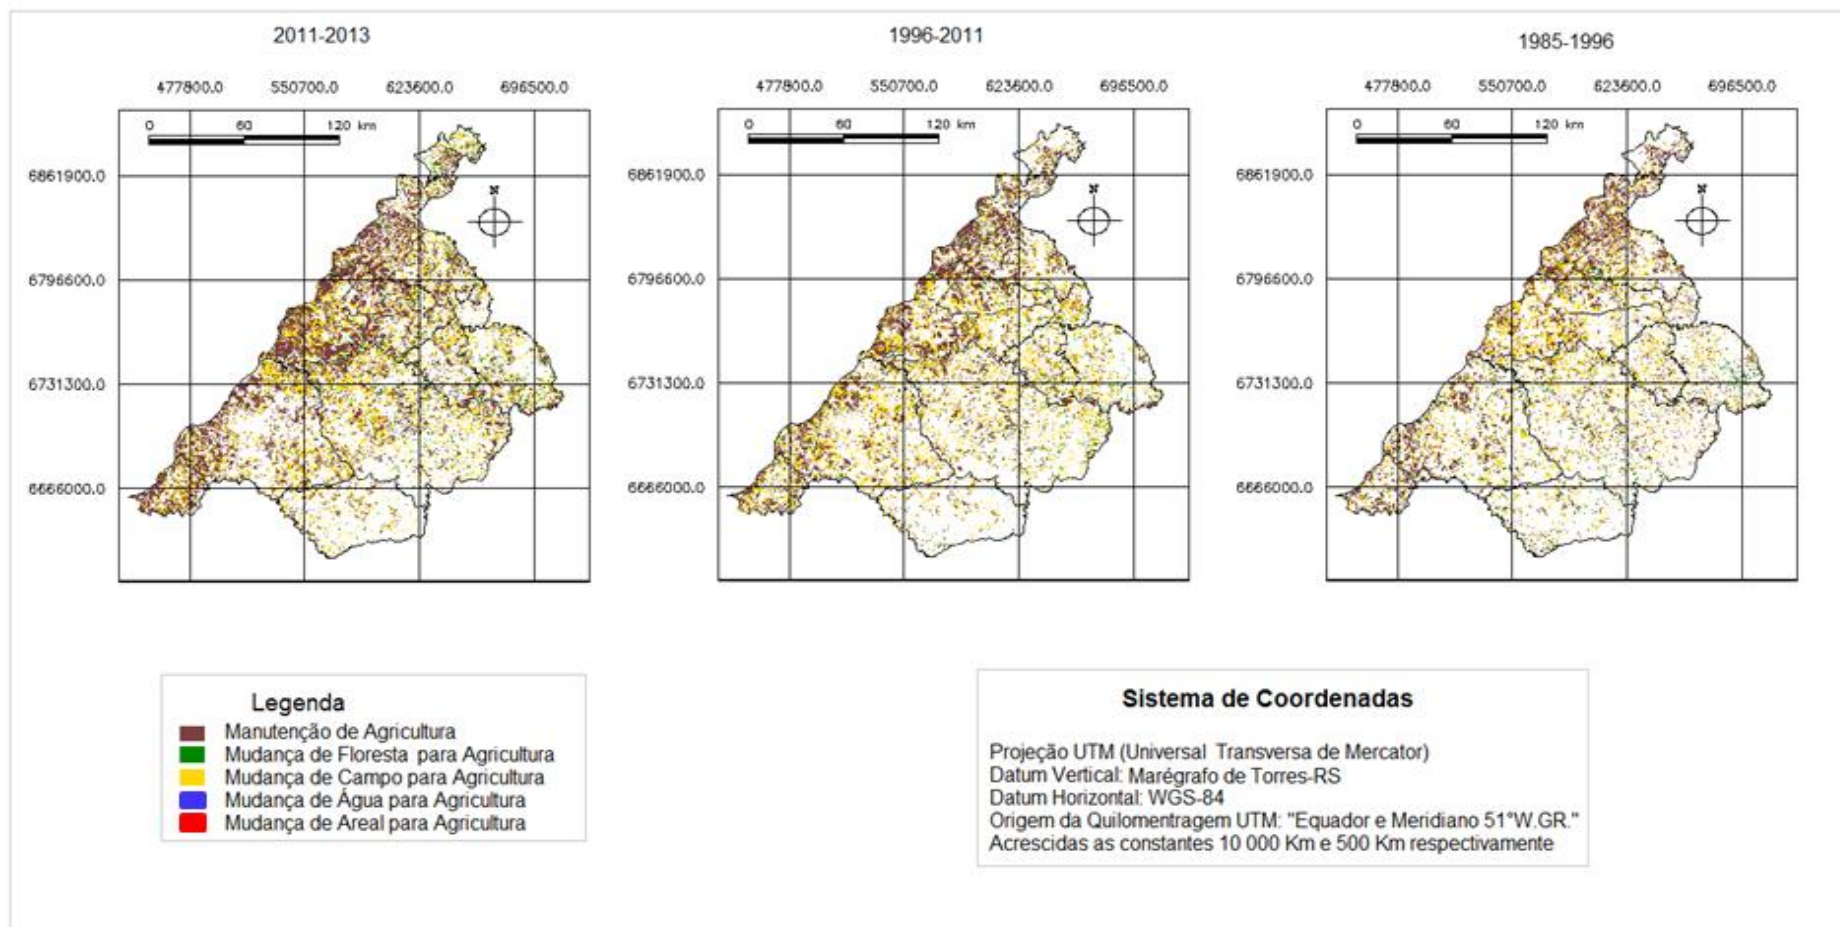 2011-2013
1996-2011
1985-1996
477800.0 550700.0 623600.0 696500.0
477800.0 550700.0 623600.0 696500.0
477800.0 550700.0 623600.0 696500.0
0 60 120 km
0 60 120 km
0 60 120 km
6861900.0
6861900.0
6861900.0
N
N
N
6796600.0
6796600.0
6796600.0
6731300.0
6731300.0
6731300.0
6666000.0
6666000.0
6666000.0
Legenda
Manutenção de Agricultura
Mudança de Floresta para Agricultura
Mudança de Campo para Agricultura
Mudança de Água para Agricultura
Mudança de Areal para Agricultura
Sistema de Coordenadas
Projeção UTM (Universal Transversa de Mercator)
Datum Vertical: Marégrafo de Torres-RS
Datum Horizontal: WGS-84
Origem da Quilomentragem UTM: "Equador e Meridiano 51°W.GR."
Acrescidas as constantes 10 000 Km e 500 Km respectivamente